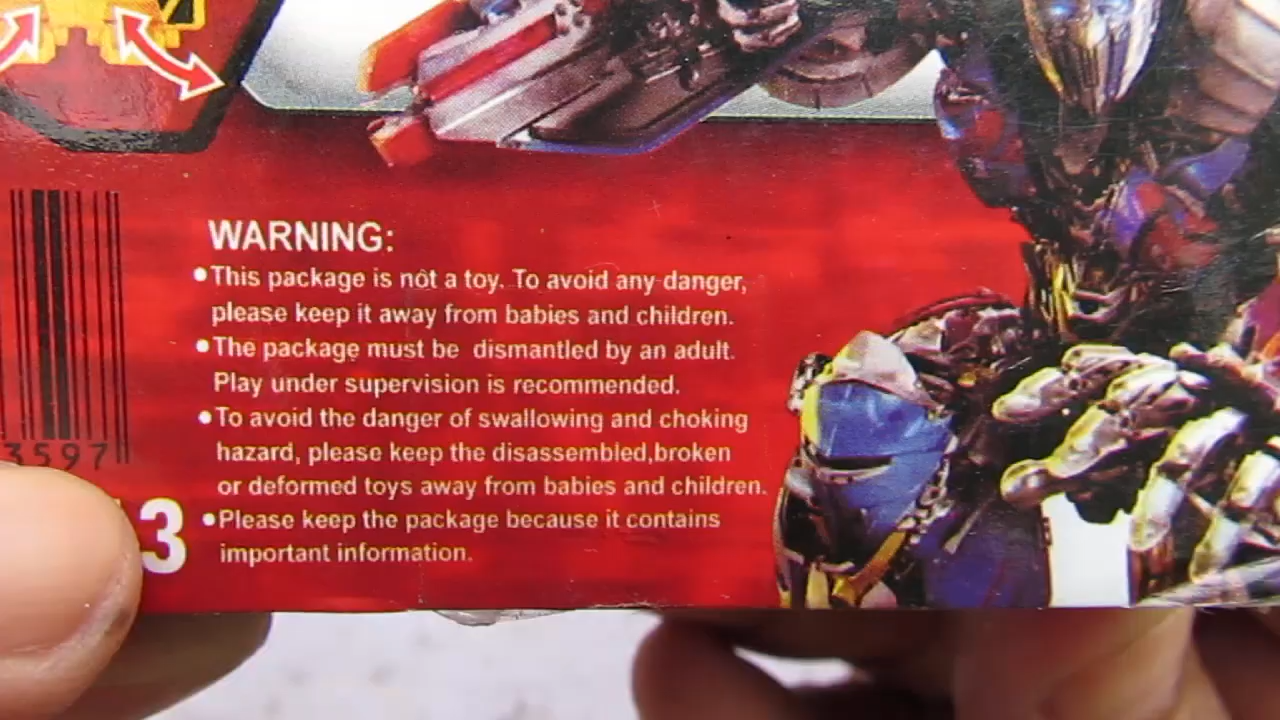 WARNING:
•This package is not a toy. To avoid any danger,
please keep it away from babies and children.
•The package must be dismantled by an adult.
Play under supervision is recommended.
•To avoid the danger of swallowing and choking
hazard, please keep the disassembled,broken
or deformed toys away from babies and children.
•Please keep the package because it contains
important information.
3597
3